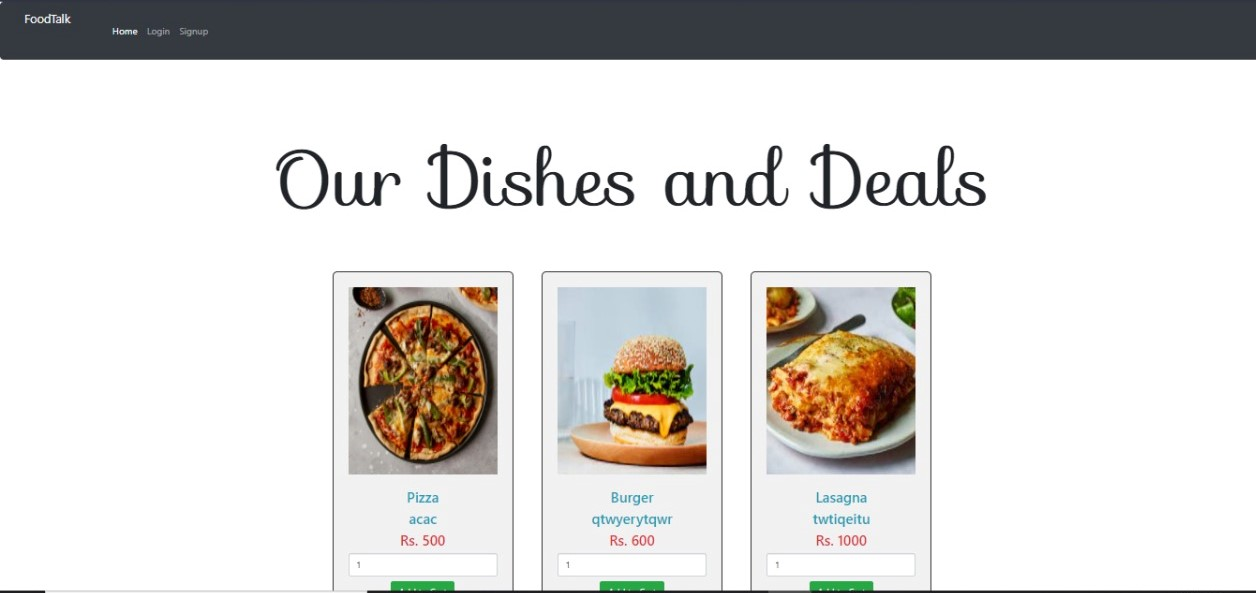 FoodTalk
Home Login Signup
Our Dishes and Deals
Pizza
acac
Rs. 500
1
Burger
qtwyerytqwr
Rs. 600
1
Lasagna
twtiqeitu
Rs. 1000
1